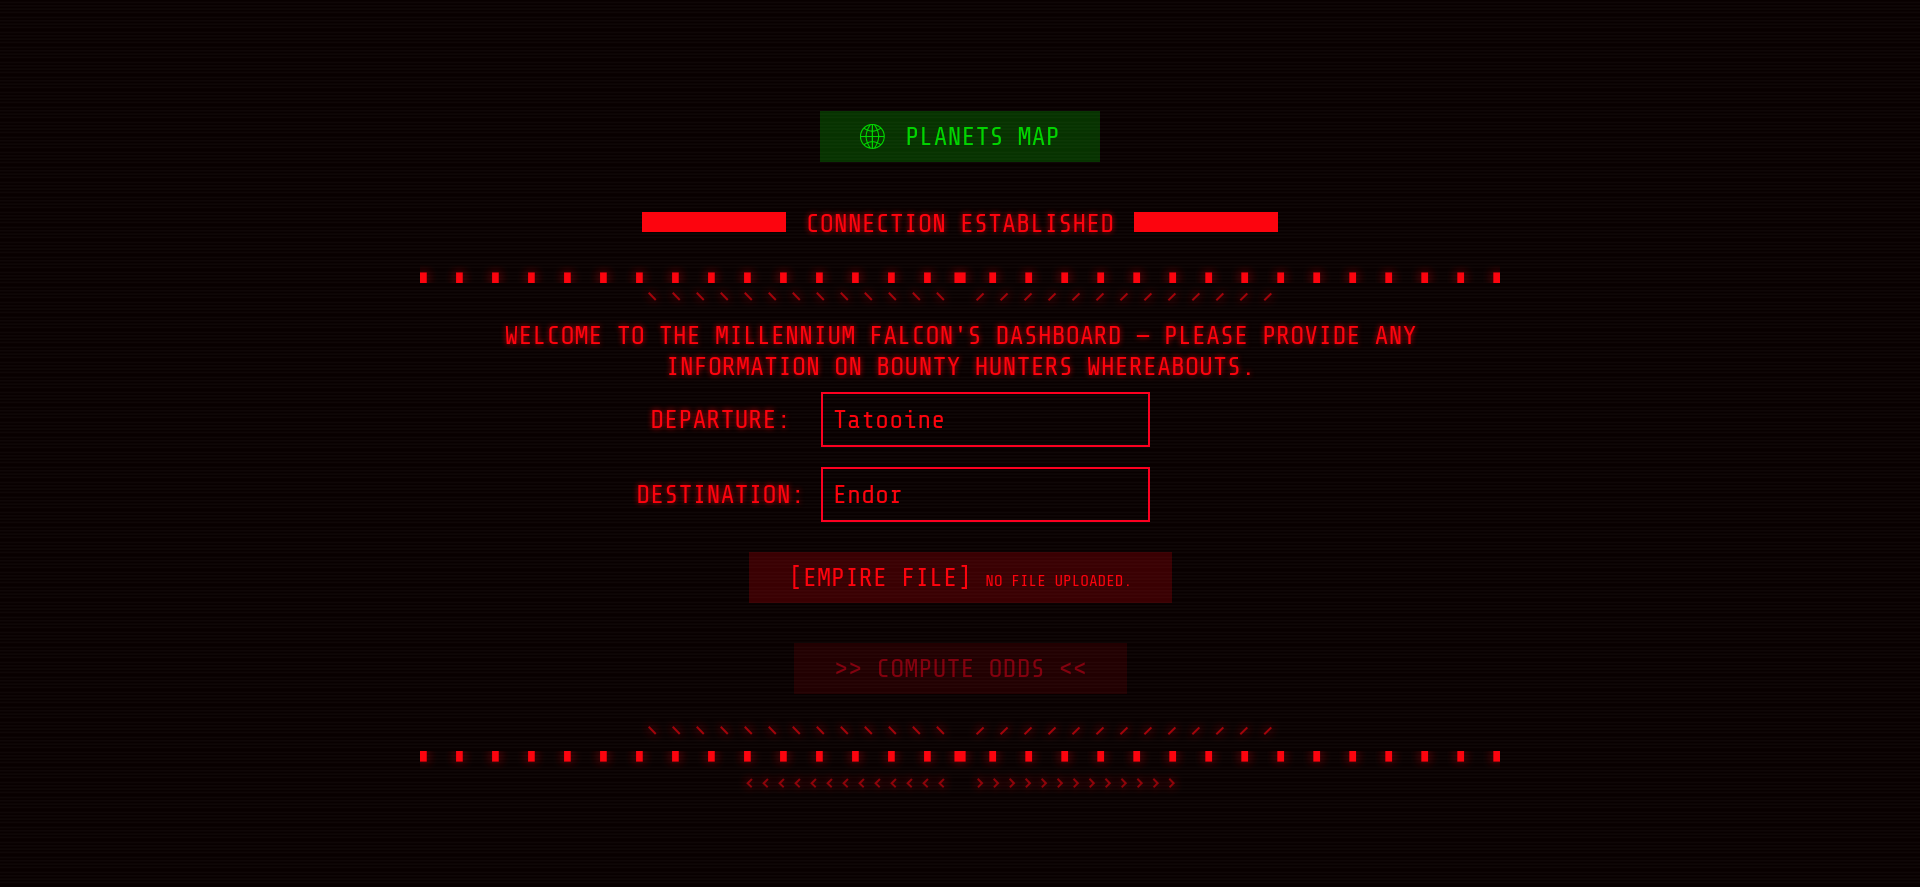 PLANETS MAP
CONNECTION ESTABLISHED
WELCOME TO THE MILLENNIUM FALCON'S DASHBOARD – PLEASE PROVIDE ANY
INFORMATION ON BOUNTY HUNTERS WHEREABOUTS.
DEPARTURE: Tatooine
DESTINATION: Endor
[EMPIRE FILE] NO FILE UPLOADED.
>> COMPUTE ODDS <<